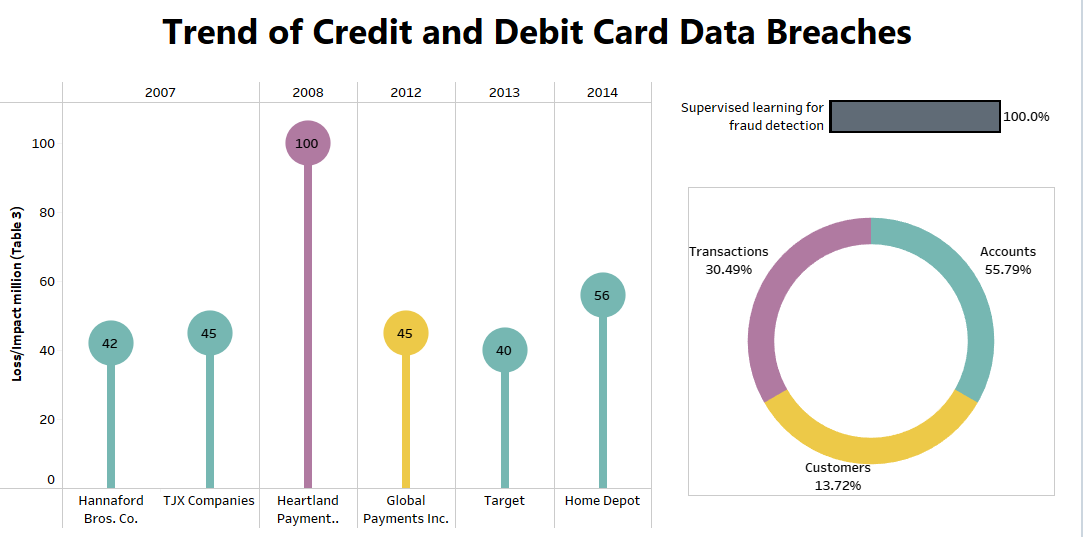 Trend of Credit and Debit Card Data Breaches
2007
2008
2012
2013
2014
Loss/Impact million (Table 3)
100
80
60
40
20
0
42
45
100
45
40
56
Hannaford
Bros. Co.
TJX Companies
Heartland
Payment..
Global
Payments Inc.
Target
Home Depot
Supervised learning for
fraud detection
100.0%
Transactions
30.49%
Accounts
55.79%
Customers
13.72%